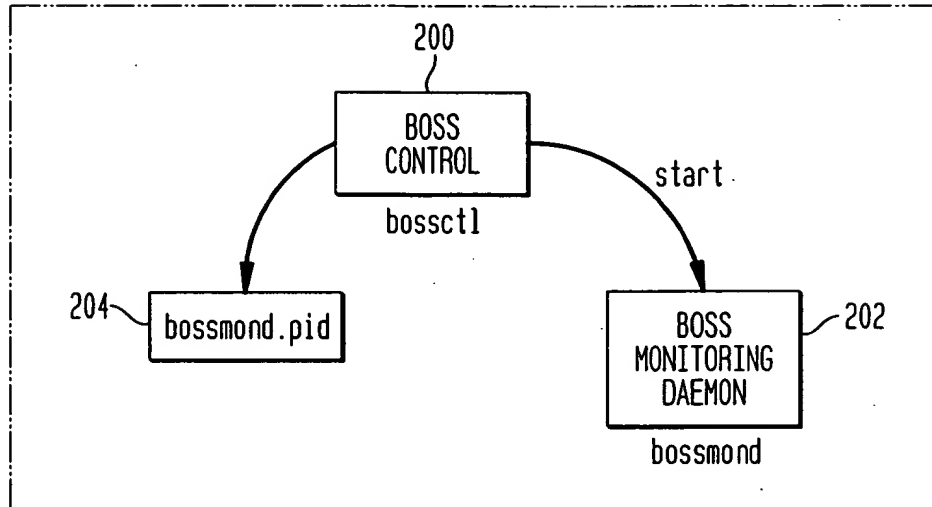 200
BOSS
CONTROL
start
bossctl
204
bossmond.pid
BOSS
MONITORING
DAEMON
202
bossmond